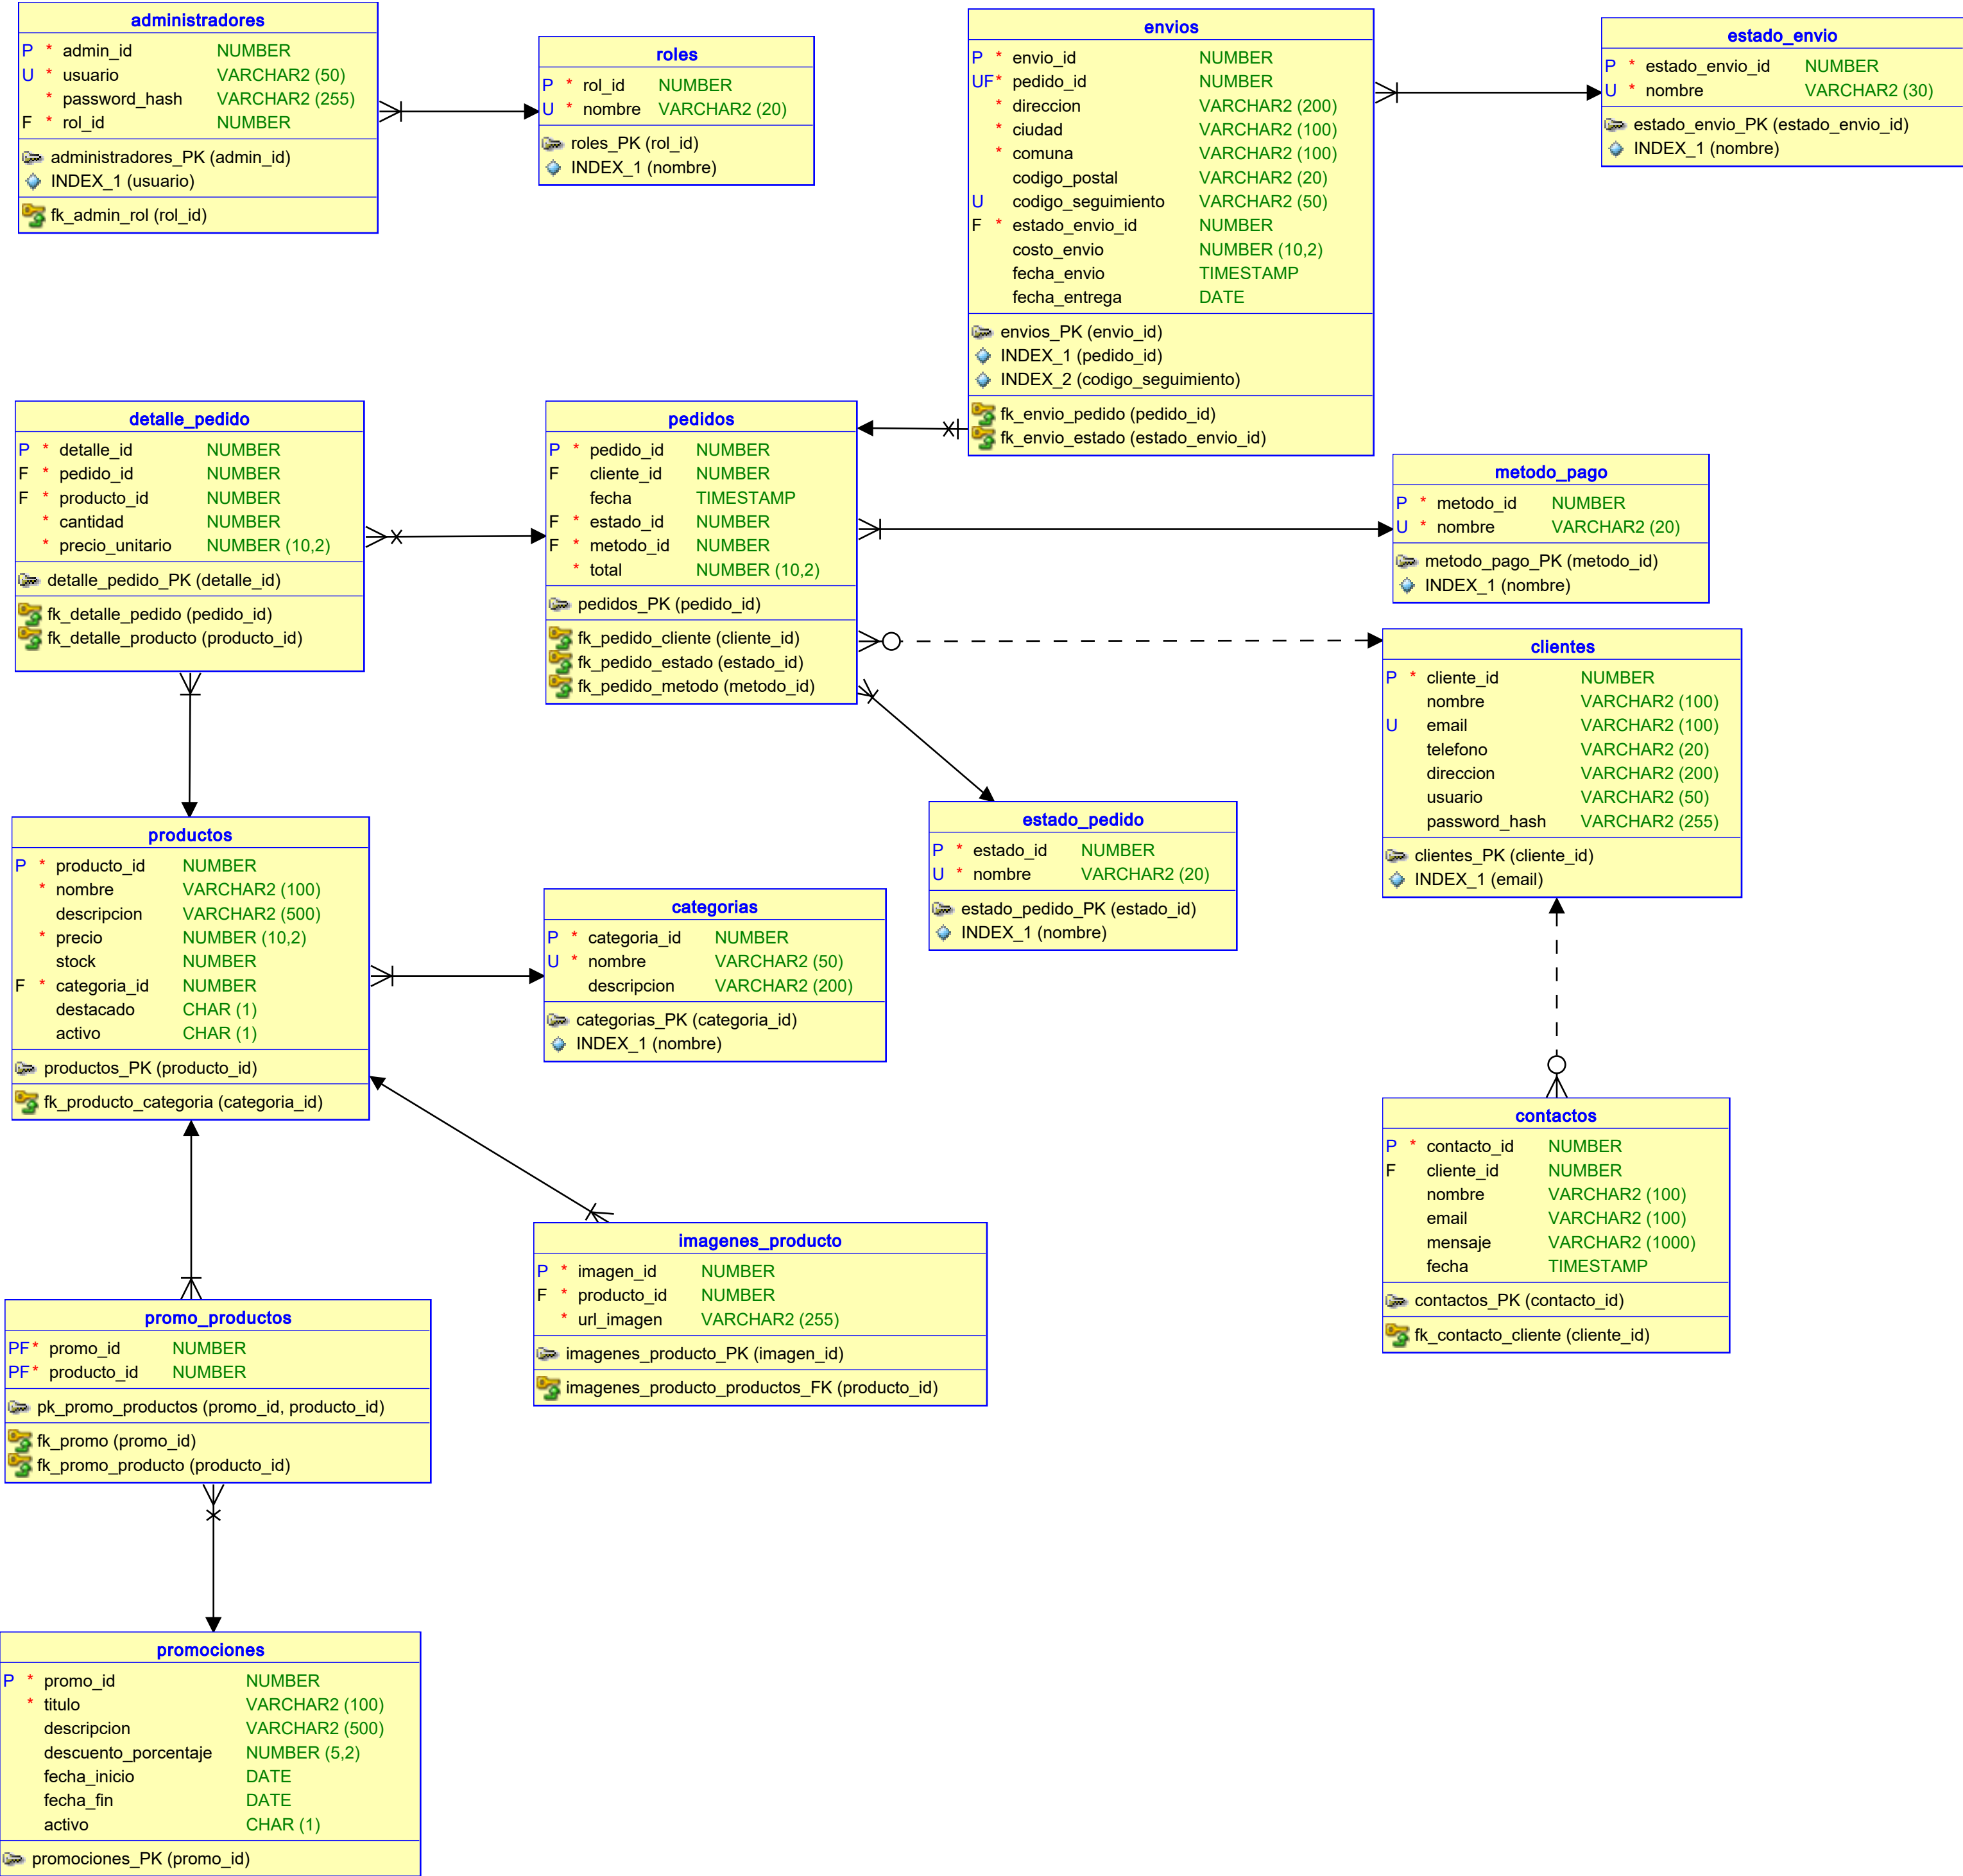 administradores
P * admin_id NUMBER
U * usuario VARCHAR2 (50)
* password_hash VARCHAR2 (255)
F * rol_id NUMBER
administradores_PK (admin_id)
INDEX_1 (usuario)
fk_admin_rol (rol_id)
roles
P * rol_id NUMBER
U * nombre VARCHAR2 (20)
roles_PK (rol_id)
INDEX_1 (nombre)
envios
P * envio_id NUMBER
UF* pedido_id NUMBER
* direccion VARCHAR2 (200)
* ciudad VARCHAR2 (100)
* comuna VARCHAR2 (100)
codigo_postal VARCHAR2 (20)
U codigo_seguimiento VARCHAR2 (50)
F * estado_envio_id NUMBER
costo_envio NUMBER (10,2)
fecha_envio TIMESTAMP
fecha_entrega DATE
envios_PK (envio_id)
INDEX_1 (pedido_id)
INDEX_2 (codigo_seguimiento)
fk_envio_pedido (pedido_id)
fk_envio_estado (estado_envio_id)
estado_envio
P * estado_envio_id NUMBER
U * nombre VARCHAR2 (30)
estado_envio_PK (estado_envio_id)
INDEX_1 (nombre)
detalle_pedido
P * detalle_id NUMBER
F * pedido_id NUMBER
F * producto_id NUMBER
* cantidad NUMBER
* precio_unitario NUMBER (10,2)
detalle_pedido_PK (detalle_id)
fk_detalle_pedido (pedido_id)
fk_detalle_producto (producto_id)
pedidos
P * pedido_id NUMBER
F cliente_id NUMBER
fecha TIMESTAMP
F * estado_id NUMBER
F * metodo_id NUMBER
* total NUMBER (10,2)
pedidos_PK (pedido_id)
fk_pedido_cliente (cliente_id)
fk_pedido_estado (estado_id)
fk_pedido_metodo (metodo_id)
metodo_pago
P * metodo_id NUMBER
U * nombre VARCHAR2 (20)
metodo_pago_PK (metodo_id)
INDEX_1 (nombre)
clientes
P * cliente_id NUMBER
nombre VARCHAR2 (100)
U email VARCHAR2 (100)
telefono VARCHAR2 (20)
direccion VARCHAR2 (200)
usuario VARCHAR2 (50)
password_hash VARCHAR2 (255)
clientes_PK (cliente_id)
INDEX_1 (email)
productos
P * producto_id NUMBER
* nombre VARCHAR2 (100)
descripcion VARCHAR2 (500)
* precio NUMBER (10,2)
stock NUMBER
F * categoria_id NUMBER
destacado CHAR (1)
activo CHAR (1)
productos_PK (producto_id)
fk_producto_categoria (categoria_id)
estado_pedido
P * estado_id NUMBER
U * nombre VARCHAR2 (20)
estado_pedido_PK (estado_id)
INDEX_1 (nombre)
categorias
P * categoria_id NUMBER
U * nombre VARCHAR2 (50)
descripcion VARCHAR2 (200)
categorias_PK (categoria_id)
INDEX_1 (nombre)
contactos
P * contacto_id NUMBER
F cliente_id NUMBER
nombre VARCHAR2 (100)
email VARCHAR2 (100)
mensaje VARCHAR2 (1000)
fecha TIMESTAMP
contactos_PK (contacto_id)
fk_contacto_cliente (cliente_id)
imagenes_producto
P * imagen_id NUMBER
F * producto_id NUMBER
* url_imagen VARCHAR2 (255)
imagenes_producto_PK (imagen_id)
imagenes_producto_productos_FK (producto_id)
promo_productos
PF* promo_id NUMBER
PF* producto_id NUMBER
pk_promo_productos (promo_id, producto_id)
fk_promo (promo_id)
fk_promo_producto (producto_id)
promociones
P * promo_id NUMBER
* titulo VARCHAR2 (100)
descripcion VARCHAR2 (500)
descuento_porcentaje NUMBER (5,2)
fecha_inicio DATE
fecha_fin DATE
activo CHAR (1)
promociones_PK (promo_id)